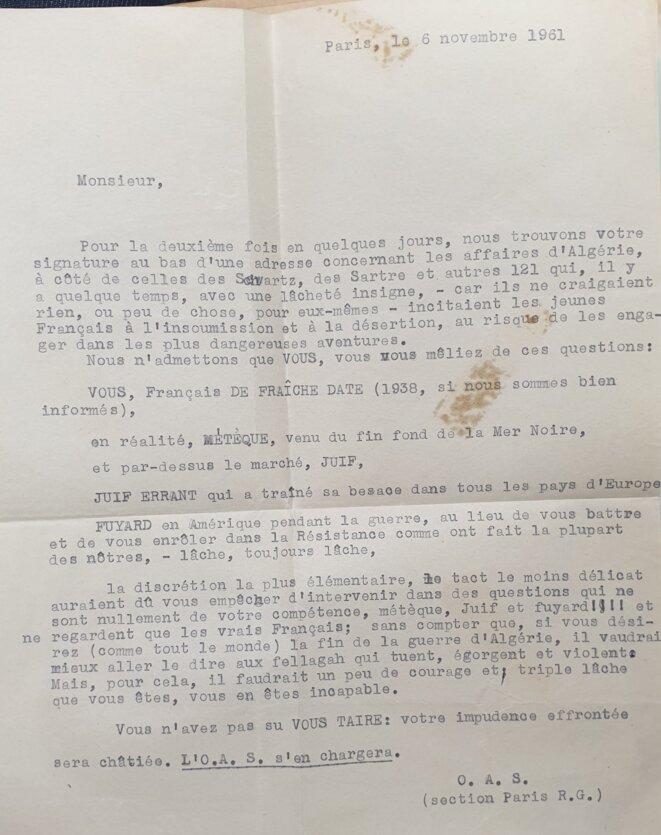 Paris, le 6 novembre 1961
Monsieur,
Pour la deuxième fois en quelques jours, nous trouvons votre
signature au bas d'une adresse concernant les affaires d'Algérie,
à côté de celles des Schwartz, des Sartre et autres 121 qui, il y
a quelque temps, avec une lâcheté insigne, - car ils ne craigaient
rien, ou peu de chose, pour eux-mêmes - incitaient les jeunes
Français à l'insoumission et à la désertion, au risque de les enga-
ger dans les plus dangereuses aventures.
Nous n'admettons que VOUS, vous vous mêliez de ces questions:
VOUS, Français DE FRAÎCHE DATE (1938, si nous sommes bien
informés),
en réalité, MÉTÈQUE, venu du fin fond de la Mer Noire,
et par-dessus le marché, JUIF,
JUIF ERRANT qui a traîné sa besace dans tous les pays d'Europe
FUYARD en Amérique pendant la guerre, au lieu de vous battre
et de vous enrôler dans la Résistance comme ont fait la plupart
des nôtres, - lâche, toujours lâche,
la discrétion la plus élémentaire, le tact le moins délicat
auraient dû vous empêcher d'intervenir dans des questions qui ne
sont nullement de votre compétence, métèque, Juif et fuyard!!!! et
ne regardent que les vrais Français; sans compter que, si vous dési-
rez (comme tout le monde) la fin de la guerre d'Algérie, il vaudrai
mieux aller le dire aux fellagah qui tuent, égorgent et violent.
Mais, pour cela, il faudrait un peu de courage et, triple lâche
que vous êtes, vous en êtes incapable.
Vous n'avez pas su VOUS TAIRE: votre impudence effrontée
sera châtiée. L'O.A. S. s'en chargera.
O. A. S.
(section Paris R.G.)